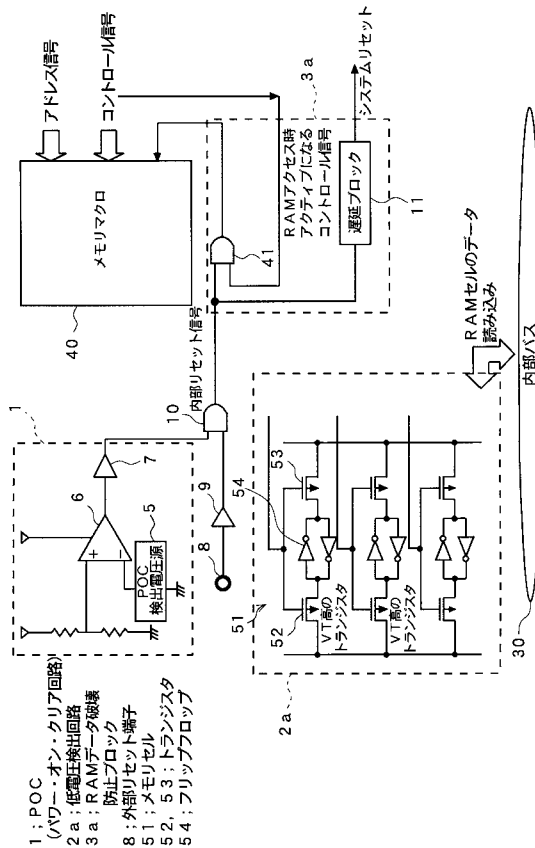 1；POC
(パワー・オン・クリア回路)
2a；低電圧検出回路
3a；RAMデータ破壊
防止ブロック
8；外部リセット端子
51；メモリセル
52，53；トランジスタ
54；フリップフロップ
1
5
POC
検出電圧源
6
+
−
7
8
9
10
内部リセット信号
メモリマクロ
40
アドレス信号
コントロール信号
41
RAMアクセス時
アクティブになる
コントロール信号
3a
遅延ブロック
11
システムリセット
2a
51
52
53
54
VT高の
トランジスタ
VT高の
トランジスタ
RAMセルのデータ
読み込み
内部バス
30